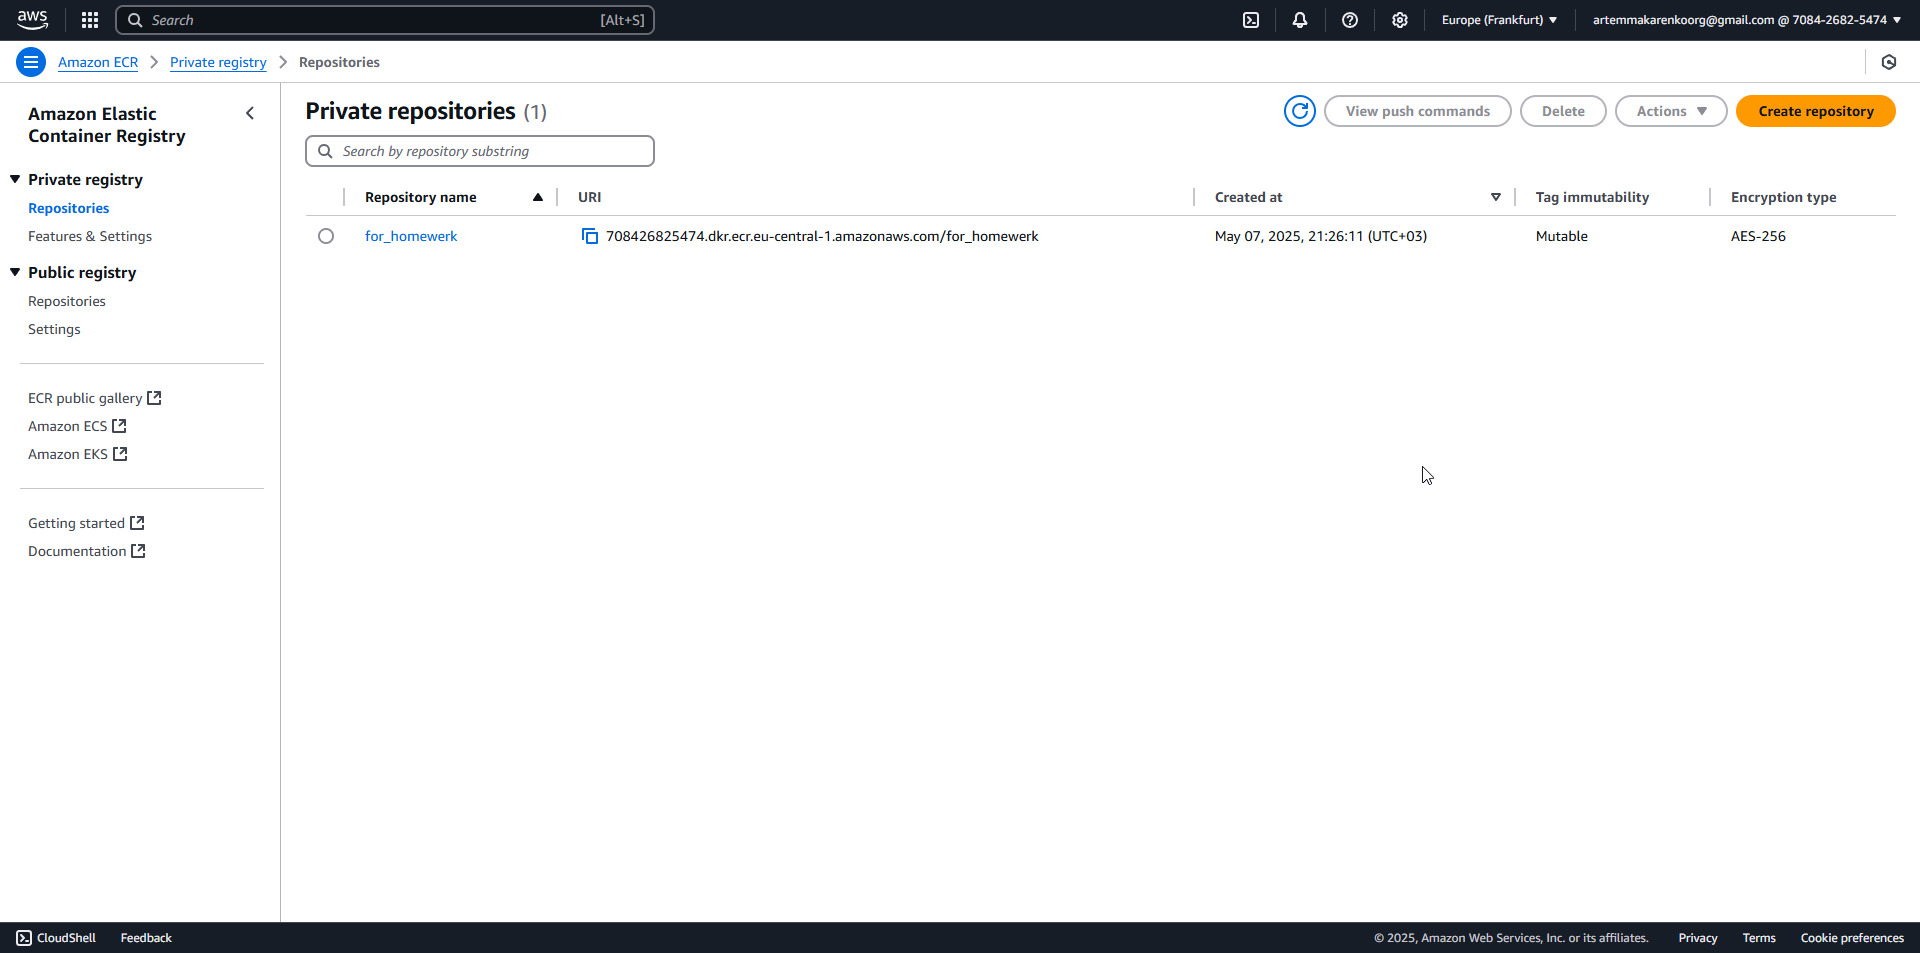 aws
Search [Alt+S]
Europe (Frankfurt)
artemmakarenkoorg@gmail.com @ 7084-2682-5474
Amazon ECR
Private registry
Repositories
Amazon Elastic
Container Registry
Private registry
Repositories
Features & Settings
Public registry
Repositories
Settings
ECR public gallery
Amazon ECS
Amazon EKS
Getting started
Documentation
Private repositories (1)
View push commands
Delete
Actions
Create repository
Search by repository substring
Repository name URI Created at Tag immutability Encryption type
for_homewerk 708426825474.dkr.ecr.eu-central-1.amazonaws.com/for_homewerk May 07, 2025, 21:26:11 (UTC+03) Mutable AES-256
CloudShell Feedback © 2025, Amazon Web Services, Inc. or its affiliates. Privacy Terms Cookie preferences